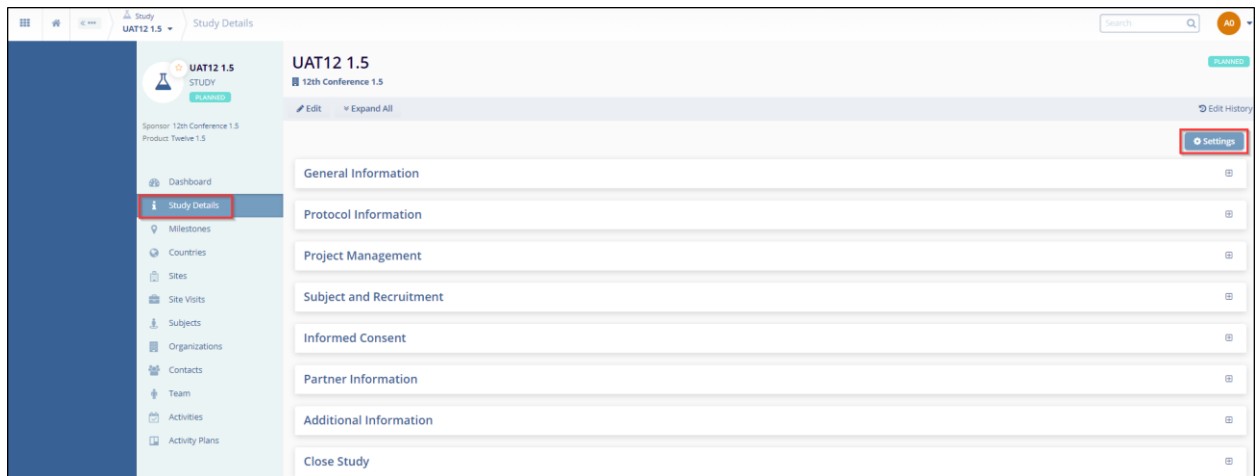 Study
UAT12 1.5
Study Details
Search
AO
UAT12 1.5
STUDY
PLANNED
Sponsor 12th Conference 1.5
Product Twelve 1.5
Dashboard
Study Details
Milestones
Countries
Sites
Site Visits
Subjects
Organizations
Contacts
Team
Activities
Activity Plans
UAT12 1.5
12th Conference 1.5
PLANNED
Edit
Expand All
Edit History
Settings
General Information
Protocol Information
Project Management
Subject and Recruitment
Informed Consent
Partner Information
Additional Information
Close Study